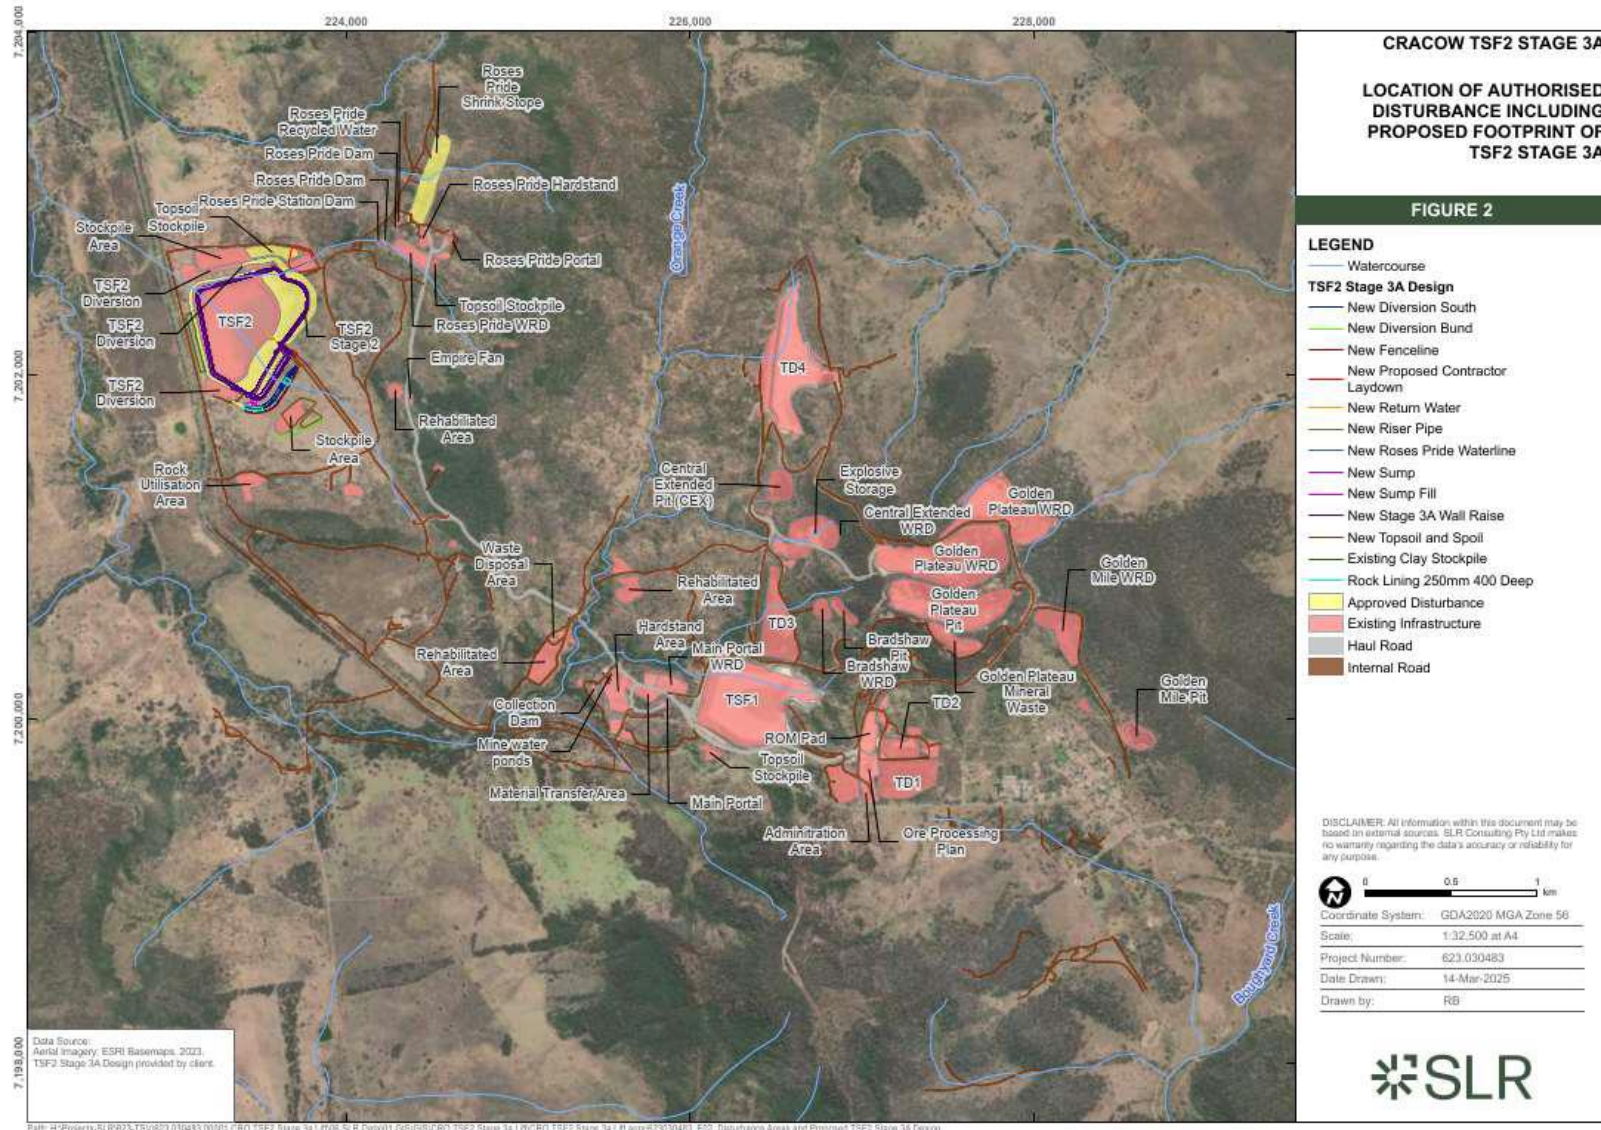 224,000
226,000
228,000
7,204,000
7,202,000
7,200,000
7,198,000
Roses
Pride
Shrink Stope
Roses Pride
Recycled Water
Roses Pride Dam
Roses Pride Dam
Roses Pride Station Dam
Roses Pride Hardstand
Topsoil
Stockpile
Stockpile
Area
Roses Pride Portal
TSF2
Diversion
Topsoil Stockpile
TSF2
TSF2
Diversion
TSF2
Stage 2
Roses Pride WRD
Empire Fan
TSF2
Diversion
Rehabiliated
Area
Stockpile
Area
Rock
Utilisation
Area
Orange Creek
TD4
Central
Extended
Pit (CEX)
Explosive
Storage
Central Extended
WRD
Golden
Plateau WRD
Golden
Plateau WRD
Golden
Mile WRD
Waste
Disposal
Area
Rehabilitated
Area
Golden
Plateau
Pit
TD3
Hardstand
Area
Main Portal
WRD
Bradshaw
Pit
Bradshaw
WRD
Rehabilitated
Area
Golden Plateau
Mineral
Waste
Golden
Mile Pit
TSF1
TD2
Collection
Dam
Mine water
ponds
ROM Pad
Topsoil
Stockpile
TD1
Material Transfer Area
Main Portal
Adminitration
Area
Ore Processing
Plan
Boughyard Creek
Data Source:
Aerial Imagery: ESRI Basemaps, 2023.
TSF2 Stage 3A Design provided by client.
CRACOW TSF2 STAGE 3A
LOCATION OF AUTHORISED
DISTURBANCE INCLUDING
PROPOSED FOOTPRINT OF
TSF2 STAGE 3A
FIGURE 2
LEGEND
Watercourse
TSF2 Stage 3A Design
New Diversion South
New Diversion Bund
New Fenceline
New Proposed Contractor
Laydown
New Return Water
New Riser Pipe
New Roses Pride Waterline
New Sump
New Sump Fill
New Stage 3A Wall Raise
New Topsoil and Spoil
Existing Clay Stockpile
Rock Lining 250mm 400 Deep
Approved Disturbance
Existing Infrastructure
Haul Road
Internal Road
DISCLAIMER: All information within this document may be
based on external sources. SLR Consulting Pty Ltd makes
no warranty regarding the data's accuracy or reliability for
any purpose.
N
0 0.5 1
km
Coordinate System: GDA2020 MGA Zone 56
Scale: 1:32,500 at A4
Project Number: 623.030483
Date Drawn: 14-Mar-2025
Drawn by: RB
SLR